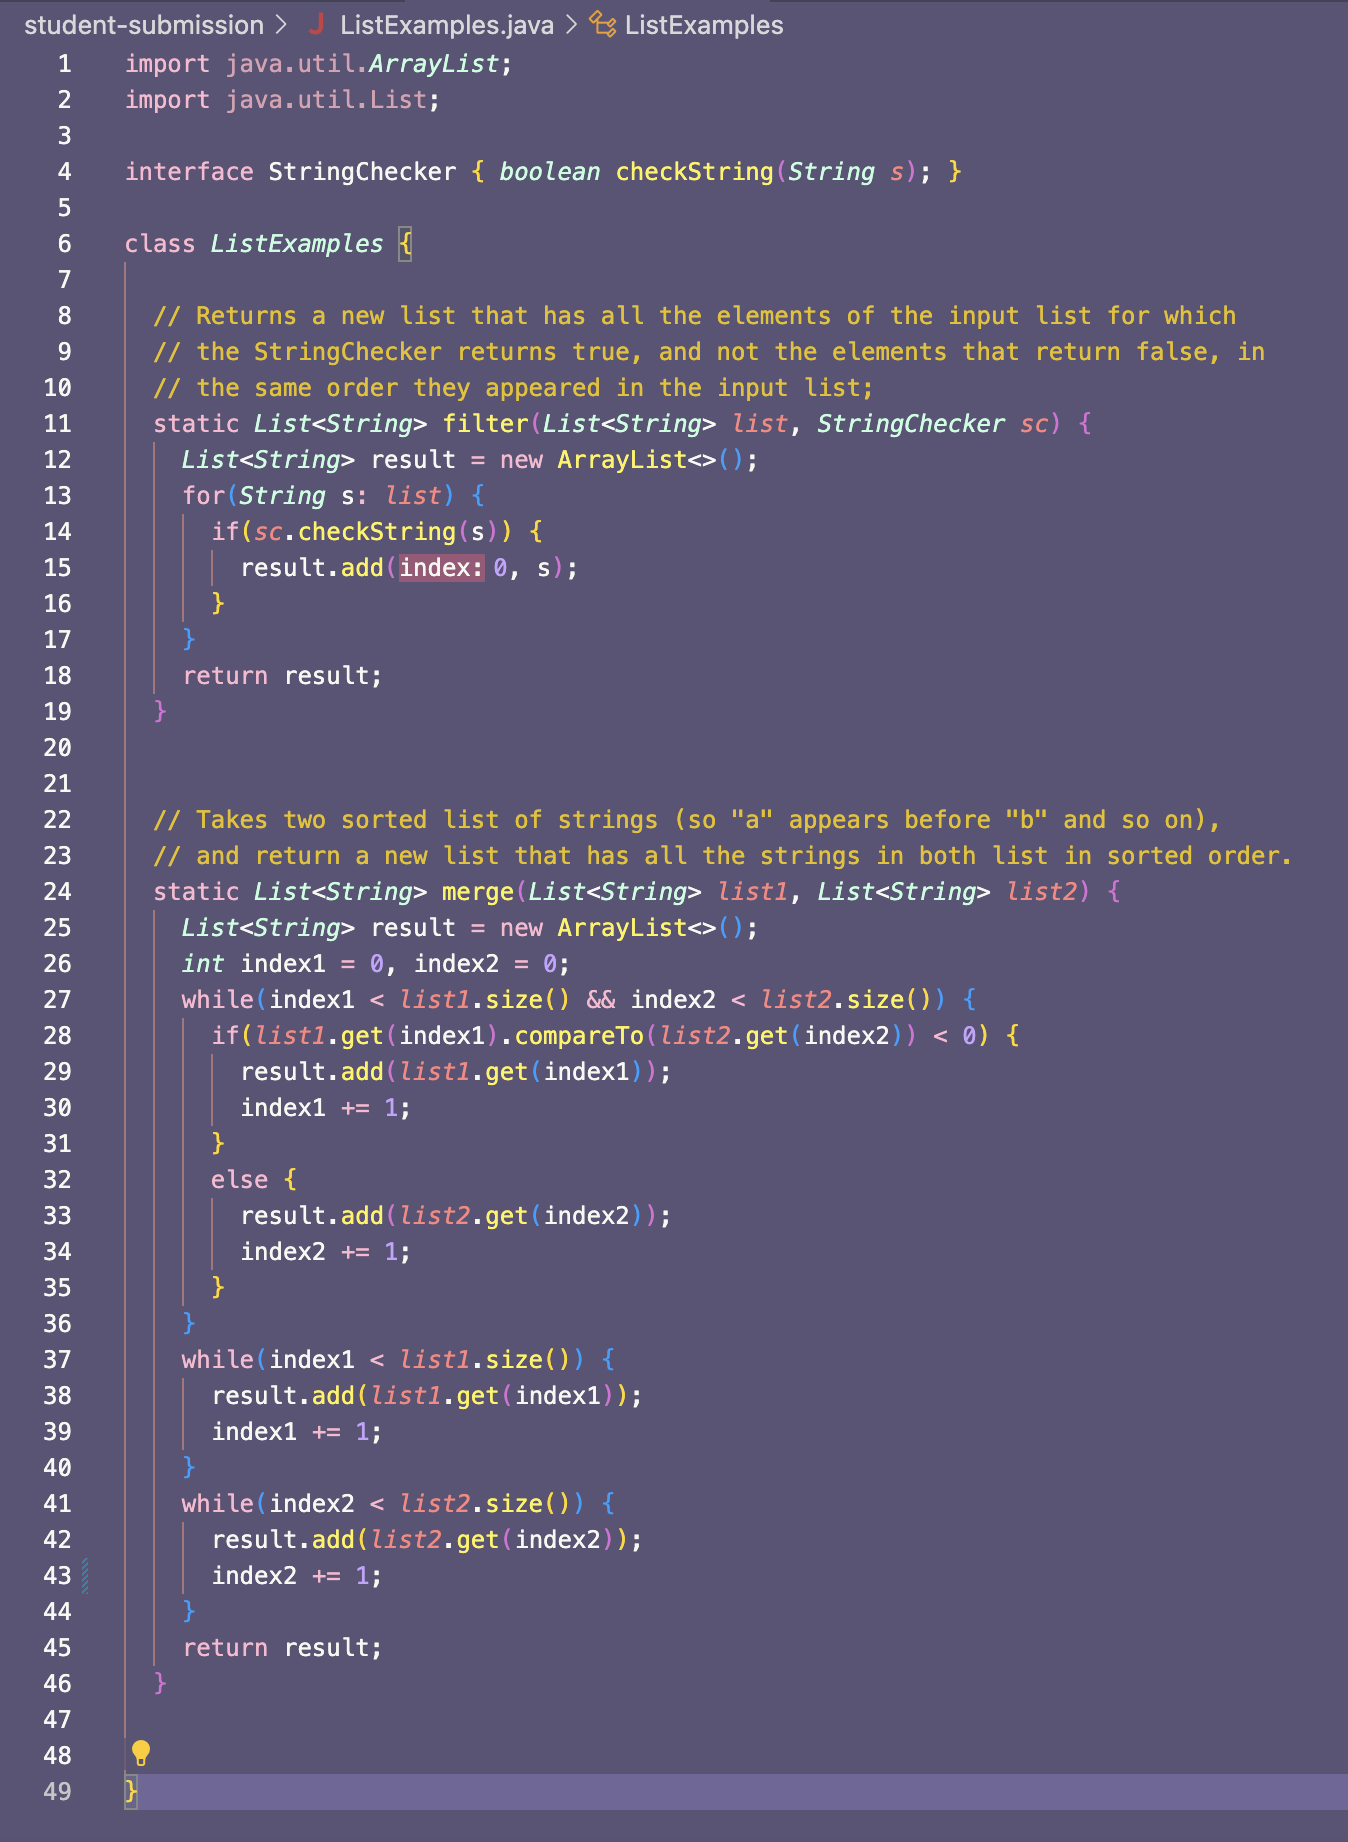 student-submission > J ListExamples.java > ListExamples
1 import java.util.ArrayList;
2 import java.util.List;
3
4 interface StringChecker { boolean checkString(String s); }
5
6 class ListExamples {
7
8   // Returns a new list that has all the elements of the input list for which
9   // the StringChecker returns true, and not the elements that return false, in
10   // the same order they appeared in the input list;
11   static List<String> filter(List<String> list, StringChecker sc) {
12     List<String> result = new ArrayList<>();
13     for(String s: list) {
14       if(sc.checkString(s)) {
15         result.add(index: 0, s);
16       }
17     }
18     return result;
19   }
20
21
22   // Takes two sorted list of strings (so "a" appears before "b" and so on),
23   // and return a new list that has all the strings in both list in sorted order.
24   static List<String> merge(List<String> list1, List<String> list2) {
25     List<String> result = new ArrayList<>();
26     int index1 = 0, index2 = 0;
27     while(index1 < list1.size() && index2 < list2.size()) {
28       if(list1.get(index1).compareTo(list2.get(index2)) < 0) {
29         result.add(list1.get(index1));
30         index1 += 1;
31       }
32       else {
33         result.add(list2.get(index2));
34         index2 += 1;
35       }
36     }
37     while(index1 < list1.size()) {
38       result.add(list1.get(index1));
39       index1 += 1;
40     }
41     while(index2 < list2.size()) {
42       result.add(list2.get(index2));
43       index2 += 1;
44     }
45     return result;
46   }
47
48
49 }